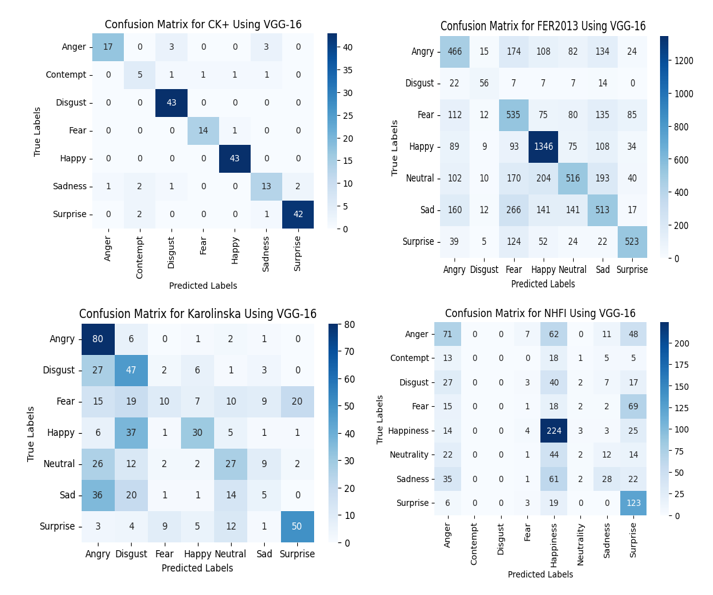 Confusion Matrix for CK+ Using VGG-16
Anger 17 0 3 0 0 3 0
Contempt 0 5 1 1 1 1 0
Disgust 0 0 43 0 0 0 0
Fear 0 0 0 14 1 0 0
Happy 0 0 0 0 43 0 0
Sadness 1 2 1 0 0 13 2
Surprise 0 2 0 0 0 1 42
Anger Contempt Disgust Fear Happy Sadness Surprise
True Labels
Predicted Labels
40
35
30
25
20
15
10
5
0
Confusion Matrix for FER2013 Using VGG-16
Angry 466 15 174 108 82 134 24
Disgust 22 56 7 7 7 14 0
Fear 112 12 535 75 80 135 85
Happy 89 9 93 1346 75 108 34
Neutral 102 10 170 204 516 193 40
Sad 160 12 266 141 141 513 17
Surprise 39 5 124 52 24 22 523
Angry Disgust Fear Happy Neutral Sad Surprise
True Labels
Predicted Labels
1200
1000
800
600
400
200
0
Confusion Matrix for Karolinska Using VGG-16
Angry 80 6 0 1 2 1 0
Disgust 27 47 2 6 1 3 0
Fear 15 19 10 7 10 9 20
Happy 6 37 1 30 5 1 1
Neutral 26 12 2 2 27 9 2
Sad 36 20 1 1 14 5 0
Surprise 3 4 9 5 12 1 50
Angry Disgust Fear Happy Neutral Sad Surprise
True Labels
Predicted Labels
80
70
60
50
40
30
20
10
0
Confusion Matrix for NHFI Using VGG-16
Anger 71 0 0 7 62 0 11 48
Contempt 13 0 0 0 18 1 5 5
Disgust 27 0 0 3 40 2 7 17
Fear 15 0 0 1 18 2 2 69
Happiness 14 0 0 4 224 3 3 25
Neutrality 22 0 0 1 44 2 12 14
Sadness 35 0 0 1 61 2 28 22
Surprise 6 0 0 3 19 0 0 123
Anger Contempt Disgust Fear Happiness Neutrality Sadness Surprise
True Labels
Predicted Labels
200
175
150
125
100
75
50
25
0